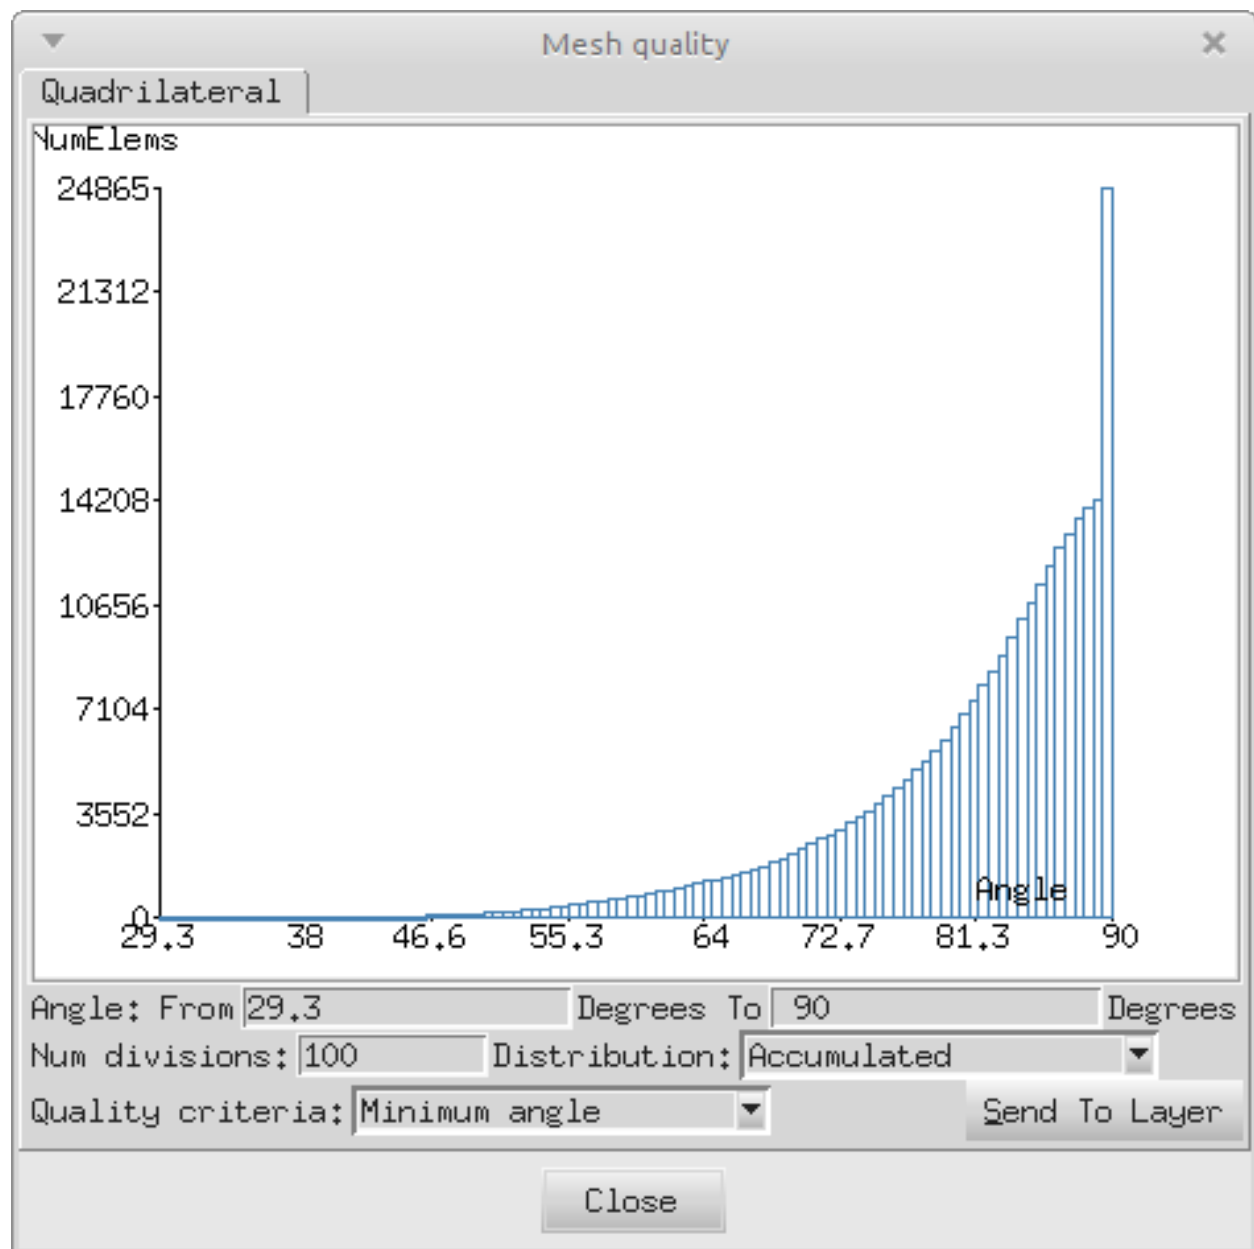 Mesh quality
Quadrilateral
NumElems
24865
21312
17760
14208
10656
7104
3552
Angle
0
29.3 38 46.6 55.3 64 72.7 81.3 90
Angle: From 29.3 Degrees To 90 Degrees
Num divisions: 100 Distribution: Accumulated
Quality criteria: Minimum angle Send To Layer
Close